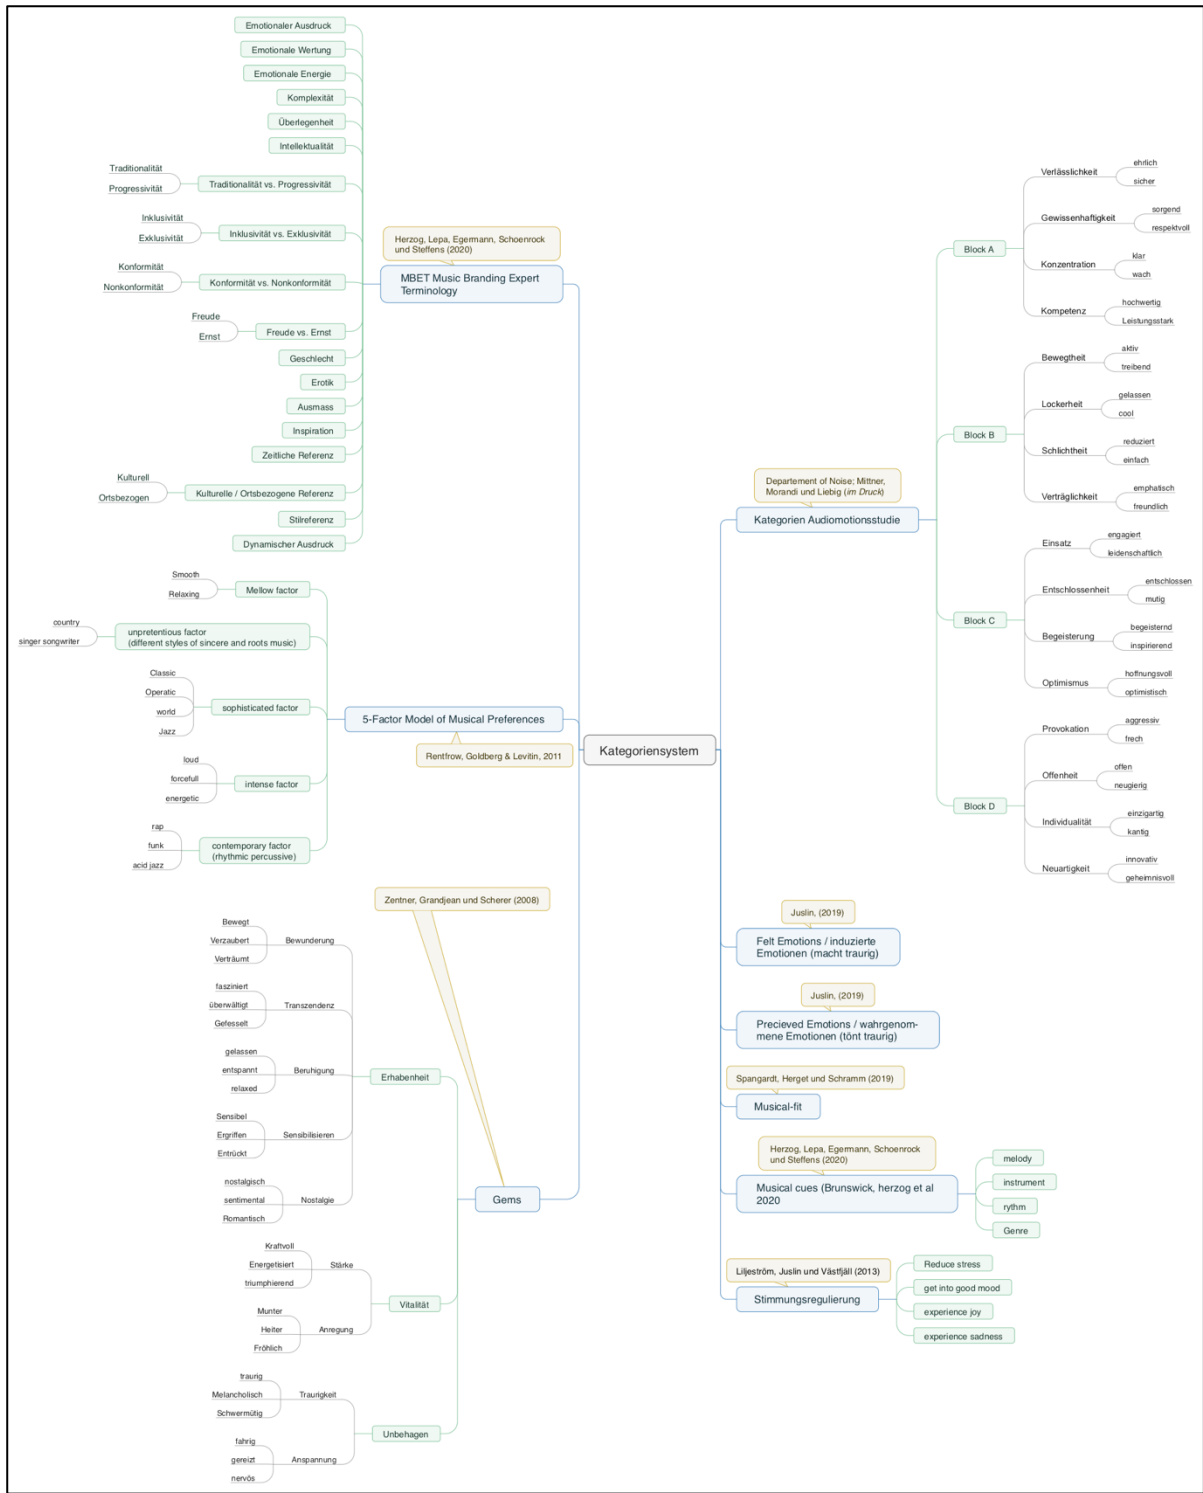 Emotionaler Ausdruck
Emotionale Wertung
Emotionale Energie
Komplexität
Überlegenheit
Intellektualität
Traditionalität
Progressivität
Traditionalität vs. Progressivität
Inklusivität
Exklusivität
Inklusivität vs. Exklusivität
Konformität
Nonkonformität
Konformität vs. Nonkonformität
Freude
Ernst
Freude vs. Ernst
Geschlecht
Erotik
Ausmass
Inspiration
Zeitliche Referenz
Kulturell
Ortsbezogen
Kulturelle / Ortsbezogene Referenz
Stilreferenz
Dynamischer Ausdruck
Herzog, Lepa, Egermann, Schoenrock
und Steffens (2020)
MBET Music Branding Expert
Terminology
Smooth
Relaxing
Mellow factor
country
singer songwriter
unpretentious factor
(different styles of sincere and roots music)
Classic
Operatic
world
Jazz
sophisticated factor
loud
forcefull
energetic
intense factor
rap
funk
acid jazz
contemporary factor
(rhythmic percussive)
5-Factor Model of Musical Preferences
Rentfrow, Goldberg & Levitin, 2011
Kategoriensystem
Zentner, Grandjean und Scherer (2008)
Bewegt
Verzaubert
Verträumt
Bewunderung
fasziniert
überwältigt
Gefesselt
Transzendenz
gelassen
entspannt
relaxed
Beruhigung
Sensibel
Ergriffen
Entrückt
Sensibilisieren
nostalgisch
sentimental
Romantisch
Nostalgie
Erhabenheit
Kraftvoll
Energetisiert
triumphierend
Stärke
Munter
Heiter
Fröhlich
Anregung
Vitalität
traurig
Melancholisch
Schwermütig
Traurigkeit
fahrig
gereizt
nervös
Anspannung
Unbehagen
Gems
Departement of Noise; Mittner,
Morandi und Liebig (im Druck)
Kategorien Audiomotionsstudie
Block A
Verlässlichkeit
ehrlich
sicher
Gewissenhaftigkeit
sorgend
respektvoll
Konzentration
klar
wach
Kompetenz
hochwertig
Leistungsstark
Block B
Bewegtheit
aktiv
treibend
Lockerheit
gelassen
cool
Schlichtheit
reduziert
einfach
Verträglichkeit
emphatisch
freundlich
Block C
Einsatz
engagiert
leidenschaftlich
Entschlossenheit
entschlossen
mutig
Begeisterung
begeisternd
inspirierend
Optimismus
hoffnungsvoll
optimistisch
Block D
Provokation
aggressiv
frech
Offenheit
offen
neugierig
Individualität
einzigartig
kantig
Neuartigkeit
innovativ
geheimnisvoll
Juslin, (2019)
Felt Emotions / induzierte
Emotionen (macht traurig)
Juslin, (2019)
Precieved Emotions / wahrgenom-
mene Emotionen (tönt traurig)
Spangardt, Herget und Schramm (2019)
Musical-fit
Herzog, Lepa, Egermann, Schoenrock
und Steffens (2020)
Musical cues (Brunswick, herzog et al
2020
melody
instrument
rythm
Genre
Liljeström, Juslin und Västfjäll (2013)
Stimmungsregulierung
Reduce stress
get into good mood
experience joy
experience sadness